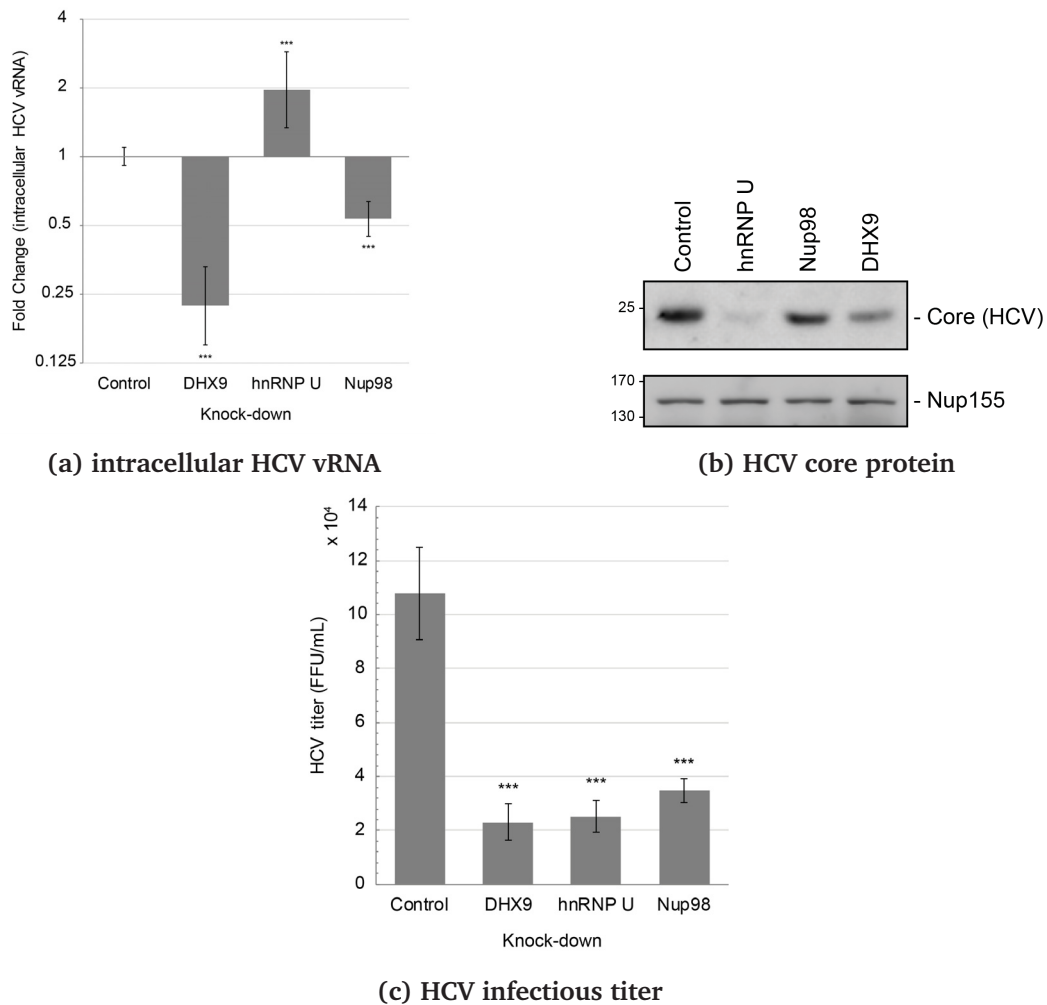 Fold Change (intracellular HCV vRNA)
4
2
1
0.5
0.25
0.125
***
***
***
Control DHX9 hnRNP U Nup98
Knock-down
(a) intracellular HCV vRNA
Control hnRNP U Nup98 DHX9
25 - Core (HCV)
170
130
- Nup155
(b) HCV core protein
HCV titer (FFU/mL)
x 10⁴
14
12
10
8
6
4
2
0
*** *** ***
Control DHX9 hnRNP U Nup98
Knock-down
(c) HCV infectious titer